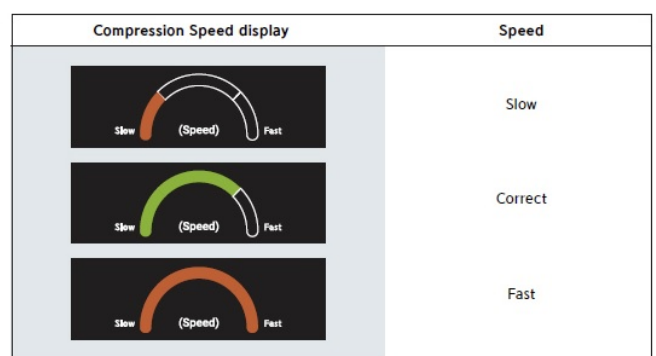 Compression Speed display Speed
Slow (Speed) Fast Slow
Slow (Speed) Fast Correct
Slow (Speed) Fast Fast